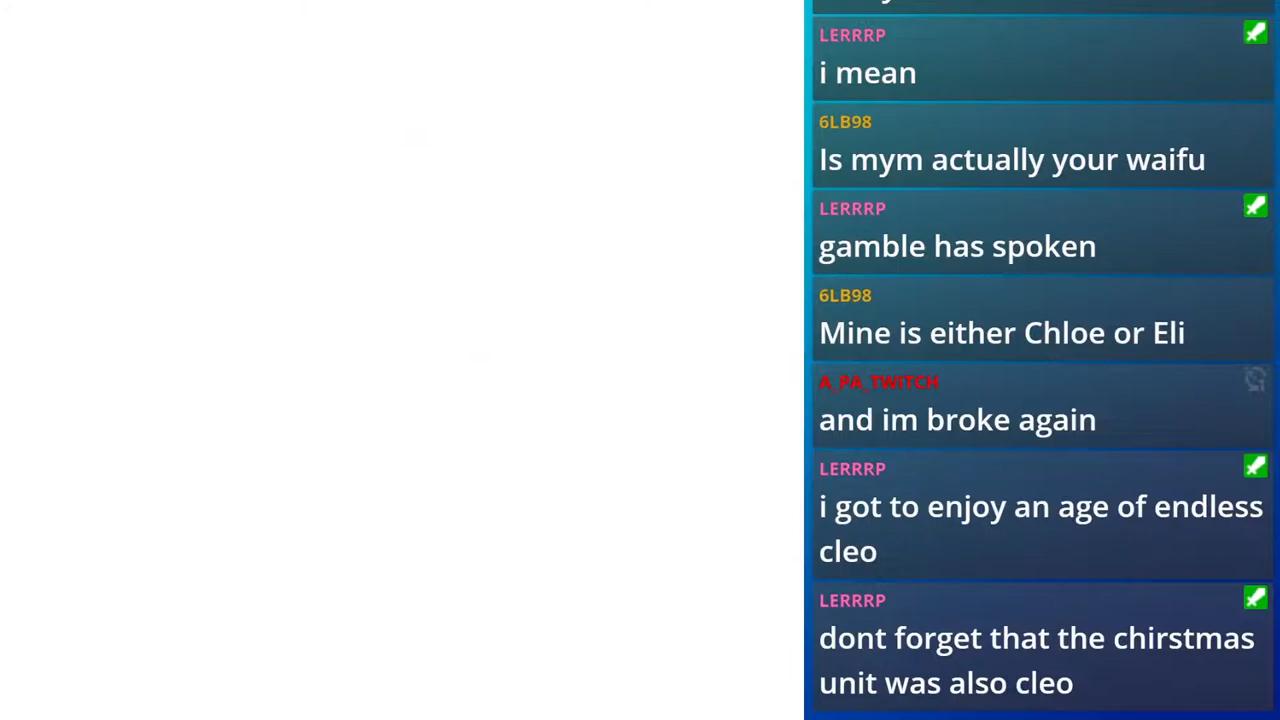 LERRRP
i mean
6LB98
Is mym actually your waifu
LERRRP
gamble has spoken
6LB98
Mine is either Chloe or Eli
A_PA_TWITCH
and im broke again
LERRRP
i got to enjoy an age of endless
cleo
LERRRP
dont forget that the chirstmas
unit was also cleo